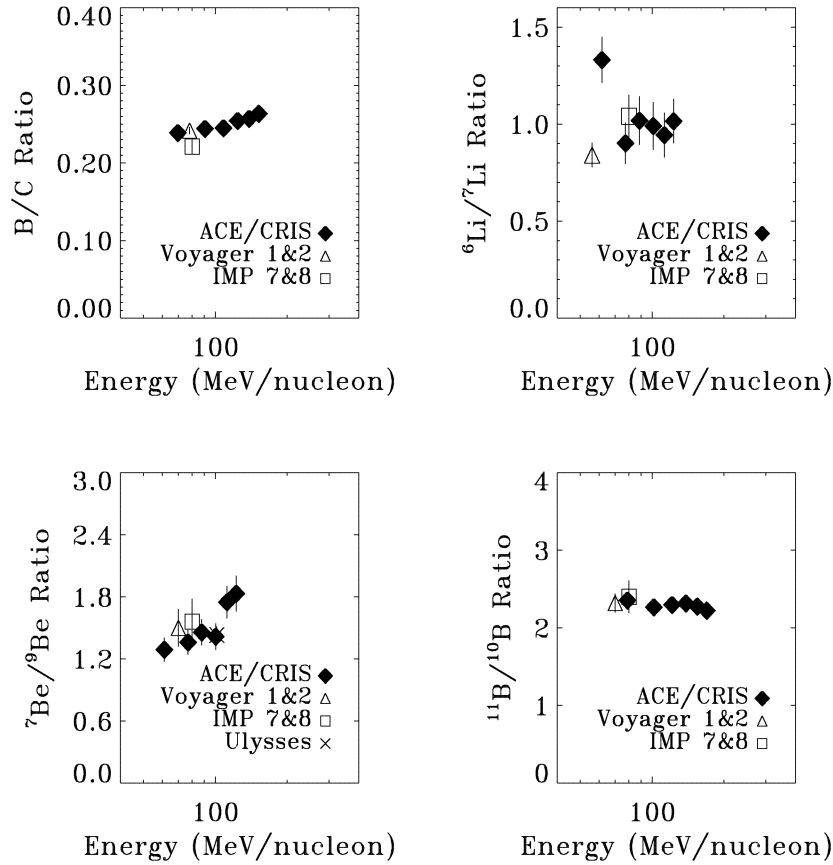 0.40
0.30
0.20
0.10
0.00
B/C Ratio
ACE/CRIS
Voyager 1&2
IMP 7&8
100
Energy (MeV/nucleon)
1.5
1.0
0.5
0.0
⁶Li/⁷Li Ratio
ACE/CRIS
Voyager 1&2
IMP 7&8
100
Energy (MeV/nucleon)
3.0
2.4
1.8
1.2
0.6
0.0
⁷Be/⁹Be Ratio
ACE/CRIS
Voyager 1&2
IMP 7&8
Ulysses
100
Energy (MeV/nucleon)
4
3
2
1
0
¹¹B/¹⁰B Ratio
ACE/CRIS
Voyager 1&2
IMP 7&8
100
Energy (MeV/nucleon)